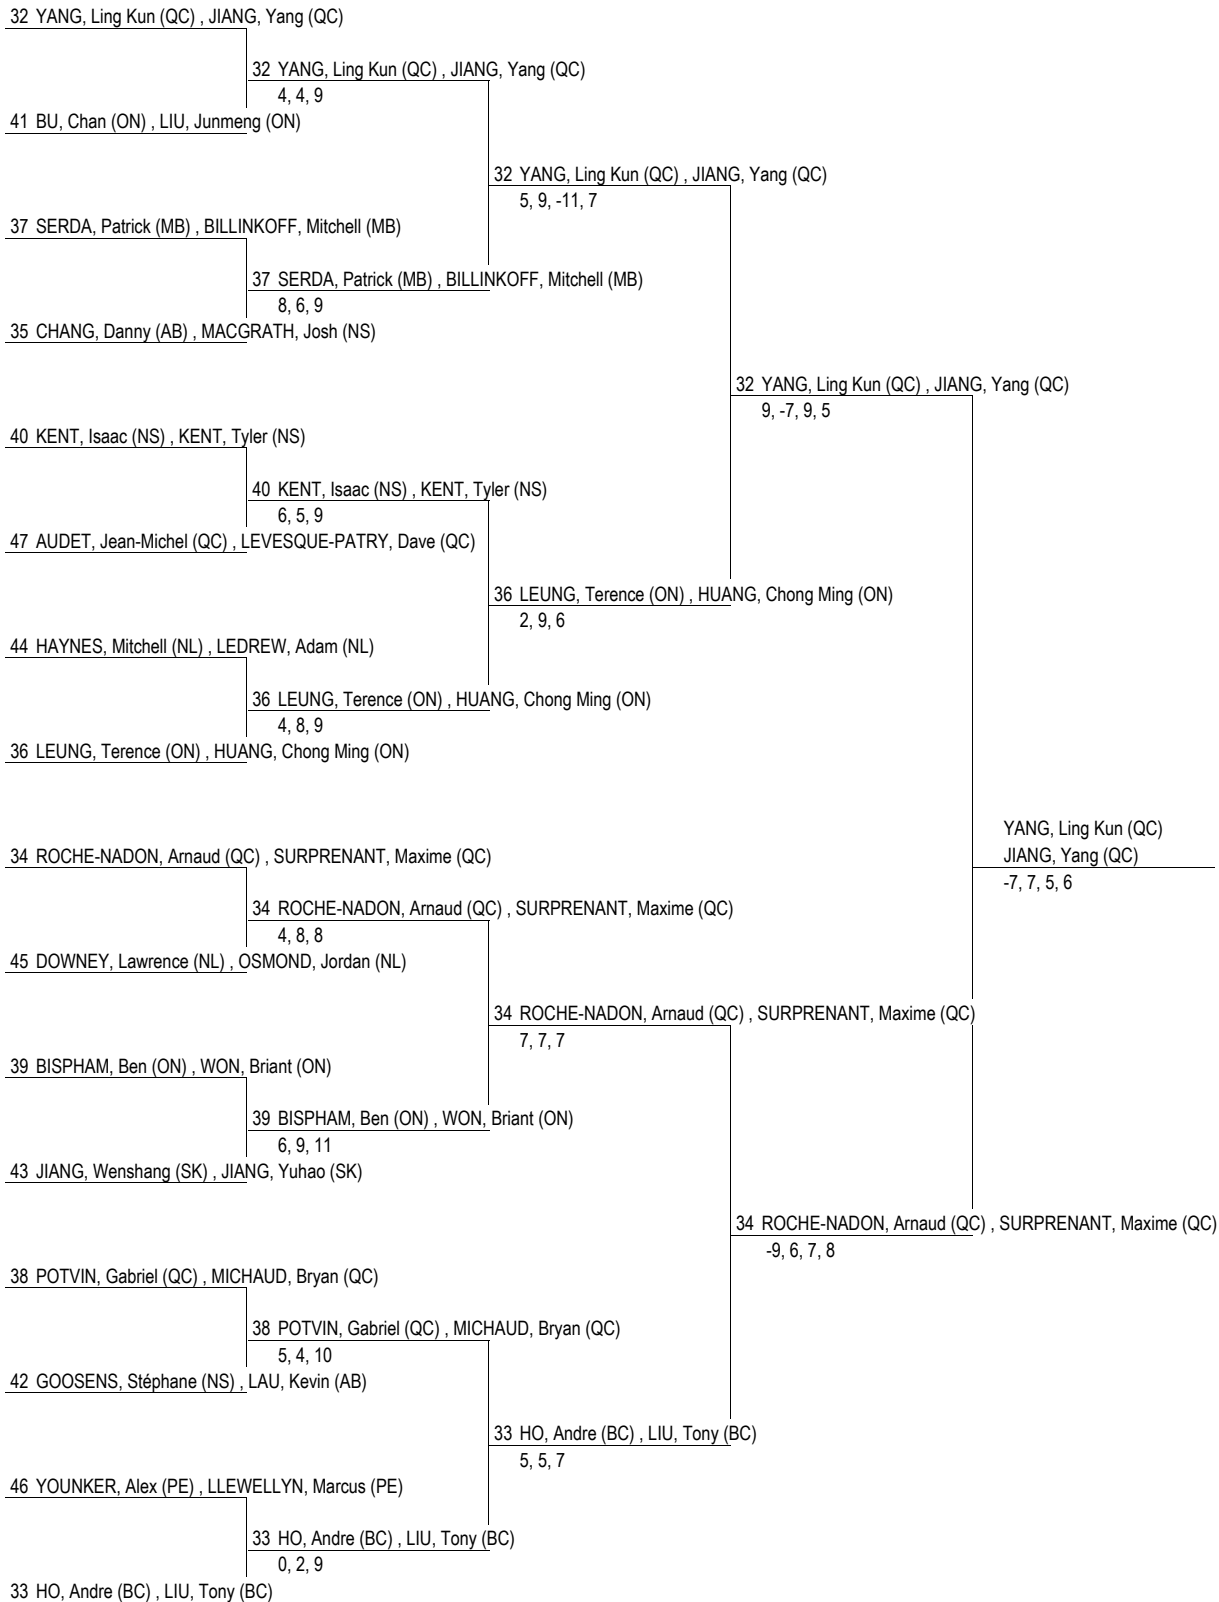 32 YANG, Ling Kun (QC) , JIANG, Yang (QC)
32 YANG, Ling Kun (QC) , JIANG, Yang (QC)
4, 4, 9
41 BU, Chan (ON) , LIU, Junmeng (ON)
32 YANG, Ling Kun (QC) , JIANG, Yang (QC)
5, 9, -11, 7
37 SERDA, Patrick (MB) , BILLINKOFF, Mitchell (MB)
37 SERDA, Patrick (MB) , BILLINKOFF, Mitchell (MB)
8, 6, 9
35 CHANG, Danny (AB) , MACGRATH, Josh (NS)
32 YANG, Ling Kun (QC) , JIANG, Yang (QC)
9, -7, 9, 5
40 KENT, Isaac (NS) , KENT, Tyler (NS)
40 KENT, Isaac (NS) , KENT, Tyler (NS)
6, 5, 9
47 AUDET, Jean-Michel (QC) , LEVESQUE-PATRY, Dave (QC)
36 LEUNG, Terence (ON) , HUANG, Chong Ming (ON)
2, 9, 6
44 HAYNES, Mitchell (NL) , LEDREW, Adam (NL)
36 LEUNG, Terence (ON) , HUANG, Chong Ming (ON)
4, 8, 9
36 LEUNG, Terence (ON) , HUANG, Chong Ming (ON)
YANG, Ling Kun (QC)
JIANG, Yang (QC)
-7, 7, 5, 6
34 ROCHE-NADON, Arnaud (QC) , SURPRENANT, Maxime (QC)
34 ROCHE-NADON, Arnaud (QC) , SURPRENANT, Maxime (QC)
4, 8, 8
45 DOWNEY, Lawrence (NL) , OSMOND, Jordan (NL)
34 ROCHE-NADON, Arnaud (QC) , SURPRENANT, Maxime (QC)
7, 7, 7
39 BISPHAM, Ben (ON) , WON, Briant (ON)
39 BISPHAM, Ben (ON) , WON, Briant (ON)
6, 9, 11
43 JIANG, Wenshang (SK) , JIANG, Yuhao (SK)
34 ROCHE-NADON, Arnaud (QC) , SURPRENANT, Maxime (QC)
-9, 6, 7, 8
38 POTVIN, Gabriel (QC) , MICHAUD, Bryan (QC)
38 POTVIN, Gabriel (QC) , MICHAUD, Bryan (QC)
5, 4, 10
42 GOOSENS, Stéphane (NS) , LAU, Kevin (AB)
33 HO, Andre (BC) , LIU, Tony (BC)
5, 5, 7
46 YOUNKER, Alex (PE) , LLEWELLYN, Marcus (PE)
33 HO, Andre (BC) , LIU, Tony (BC)
0, 2, 9
33 HO, Andre (BC) , LIU, Tony (BC)